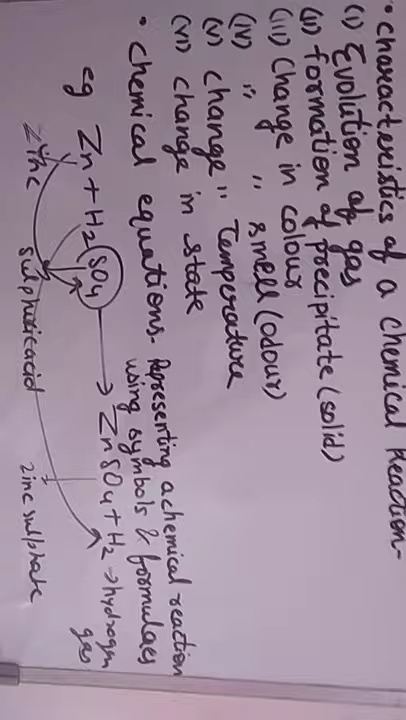 • characteristics of a chemical Reaction-
(i) Evolution of gas
(ii) formation of precipitate (solid)
(iii) Change in colour
(iv) " " smell (odour)
(v) change " Temperature
(vi) change in state
• Chemical equations- Representing a chemical reaction
using symbols & formulaes
eg Zn + H2SO4 → ZnSO4 + H2 → hydrogen
gas
Zinc sulphuric acid zinc sulphate